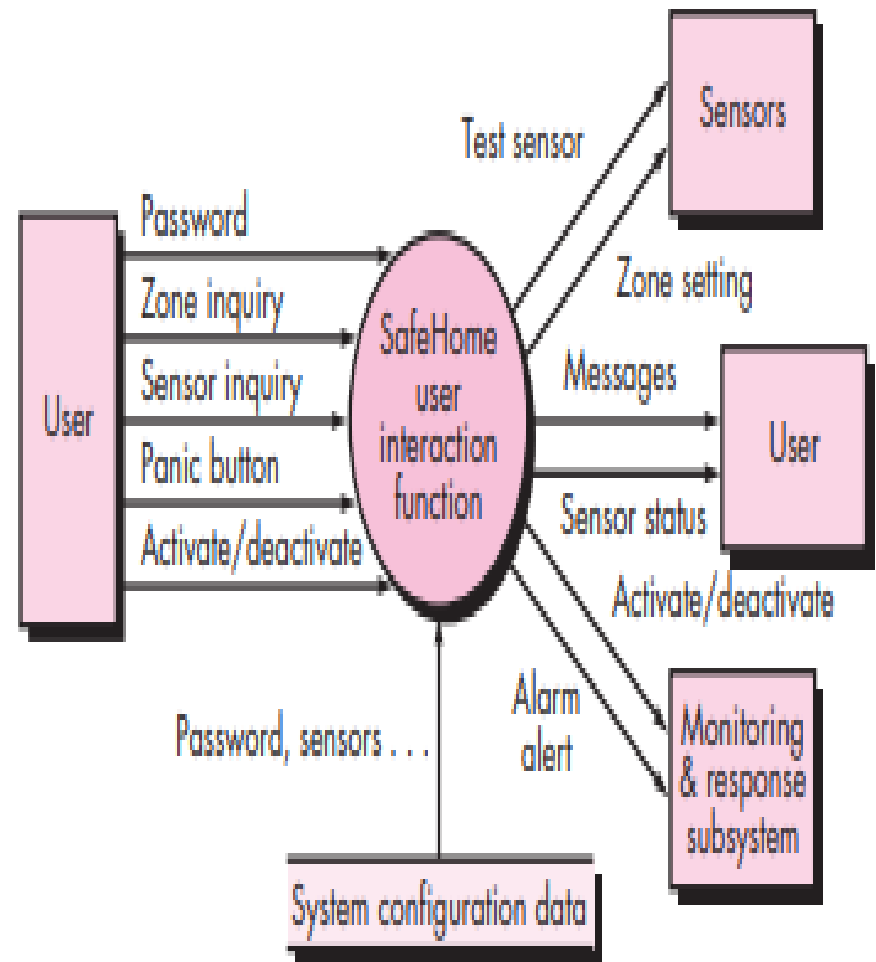 Sensors
Test sensor
Password
Zone inquiry
Zone setting
SafeHome
user
interaction
function
Messages
Sensor inquiry
User
User
Panic button
Sensor status
Activate/deactivate
Activate/deactivate
Alarm
alert
Password, sensors . . .
Monitoring
& response
subsystem
System configuration data